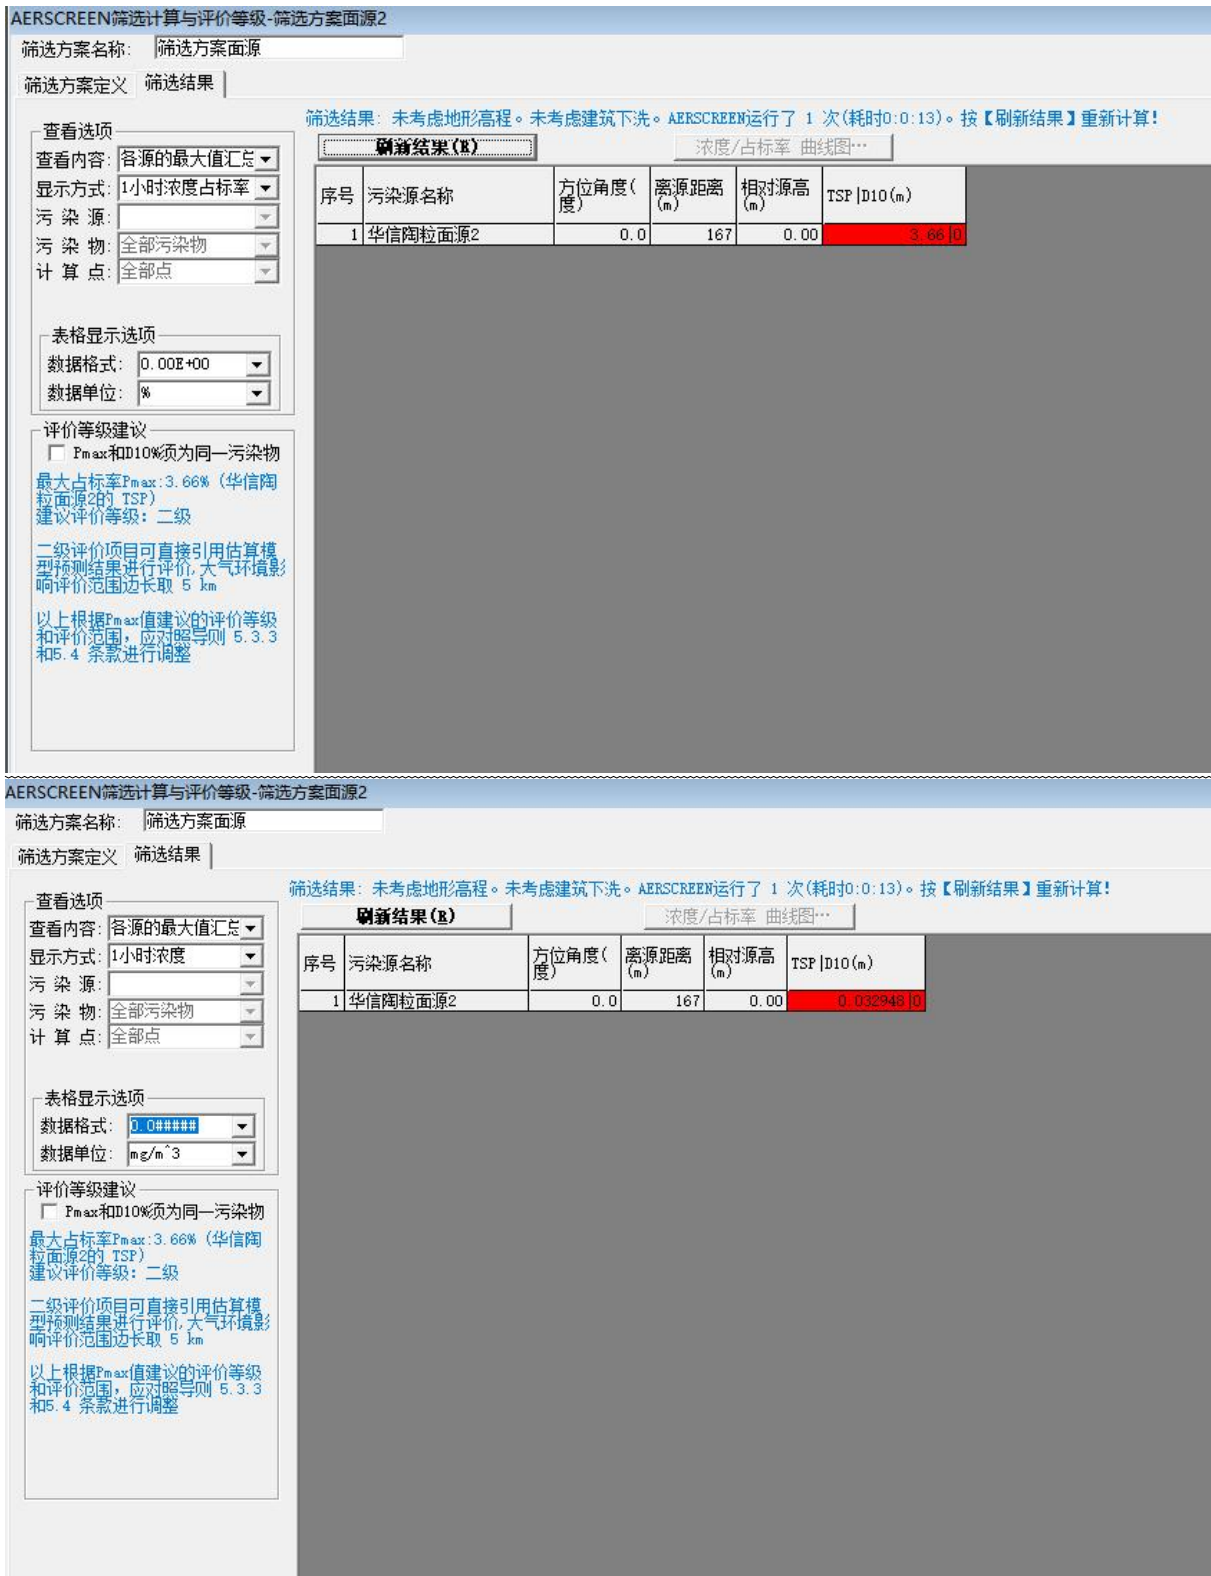 AERSCREEN筛选计算与评价等级-筛选方案面源2
筛选方案名称: 筛选方案面源
筛选方案定义 筛选结果
筛选结果: 未考虑地形高程。未考虑建筑下洗。AERSCREEN运行了 1 次(耗时0:0:13)。按【刷新结果】重新计算!
刷新结果(R) 浓度/占标率 曲线图…
查看选项
查看内容: 各源的最大值汇总
显示方式: 1小时浓度占标率
污 染 源:
污 染 物: 全部污染物
计 算 点: 全部点
表格显示选项
数据格式: 0.00E+00
数据单位: %
评价等级建议
Pmax和D10%须为同一污染物
最大占标率Pmax:3.66% (华信陶
粒面源2的 TSP)
建议评价等级: 二级
二级评价项目可直接引用估算模
型预测结果进行评价,大气环境影
响评价范围边长取 5 km
以上根据Pmax值建议的评价等级
和评价范围, 应对照导则 5.3.3
和5.4 条款进行调整
序号 污染源名称 方位角度(度) 离源距离(m) 相对源高(m) TSP|D10(m)
1 华信陶粒面源2 0.0 167 0.00 3.66|0
AERSCREEN筛选计算与评价等级-筛选方案面源2
筛选方案名称: 筛选方案面源
筛选方案定义 筛选结果
筛选结果: 未考虑地形高程。未考虑建筑下洗。AERSCREEN运行了 1 次(耗时0:0:13)。按【刷新结果】重新计算!
刷新结果(R) 浓度/占标率 曲线图…
查看选项
查看内容: 各源的最大值汇总
显示方式: 1小时浓度
污 染 源:
污 染 物: 全部污染物
计 算 点: 全部点
表格显示选项
数据格式: 0.0#####
数据单位: mg/m^3
评价等级建议
Pmax和D10%须为同一污染物
最大占标率Pmax:3.66% (华信陶
粒面源2的 TSP)
建议评价等级: 二级
二级评价项目可直接引用估算模
型预测结果进行评价,大气环境影
响评价范围边长取 5 km
以上根据Pmax值建议的评价等级
和评价范围, 应对照导则 5.3.3
和5.4 条款进行调整
序号 污染源名称 方位角度(度) 离源距离(m) 相对源高(m) TSP|D10(m)
1 华信陶粒面源2 0.0 167 0.00 0.032948|0